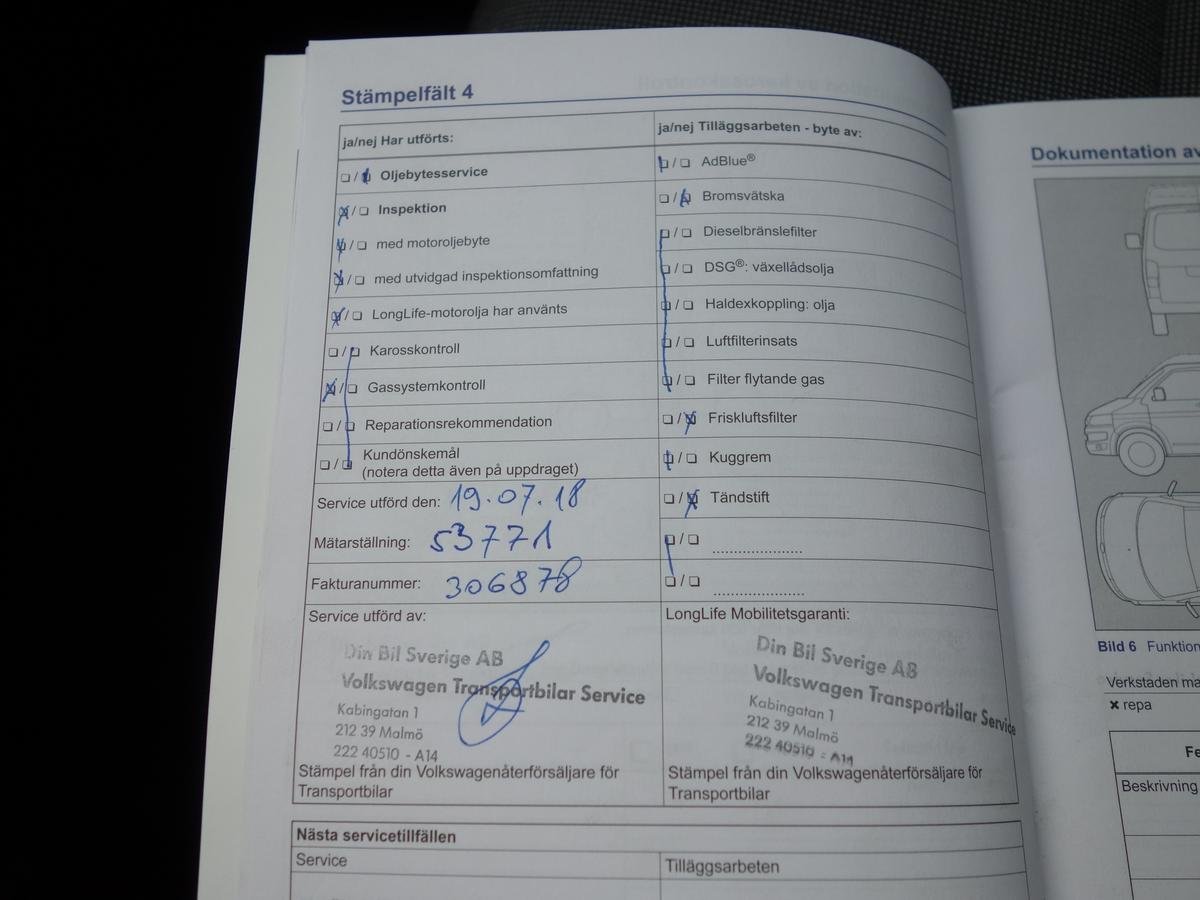 Stämpelfält 4
ja/nej Har utförts:
❑ / ❑ Oljebytesservice
❑ / ❑ Inspektion
❑ / ❑ med motoroljebyte
❑ / ❑ med utvidgad inspektionsomfattning
❑ / ❑ LongLife-motorolja har använts
❑ / ❑ Karosskontroll
❑ / ❑ Gassystemkontroll
❑ / ❑ Reparationsrekommendation
❑ / ❑ Kundönskemål
(notera detta även på uppdraget)
Service utförd den: 19.07.18
Mätarställning: 53771
Fakturanummer: 306878
ja/nej Tilläggsarbeten - byte av:
❑ / ❑ AdBlue®
❑ / ❑ Bromsvätska
❑ / ❑ Dieselbränslefilter
❑ / ❑ DSG®: växellådsolja
❑ / ❑ Haldexkoppling: olja
❑ / ❑ Luftfilterinsats
❑ / ❑ Filter flytande gas
❑ / ❑ Friskluftsfilter
❑ / ❑ Kuggrem
❑ / ❑ Tändstift
❑ / ❑ ......................
❑ / ❑ ......................
Service utförd av:
Din Bil Sverige AB
Volkswagen Transportbilar Service
Kabingatan 1
212 39 Malmö
222 40510 - A14
Stämpel från din Volkswagenåterförsäljare för
Transportbilar
LongLife Mobilitetsgaranti:
Din Bil Sverige AB
Volkswagen Transportbilar Service
Kabingatan 1
212 39 Malmö
222 40510 - A14
Stämpel från din Volkswagenåterförsäljare för
Transportbilar
Nästa servicetillfällen
Service
Tilläggsarbeten
Dokumentation av
Bild 6 Funktion
Verkstaden
✖ repa
Fe
Beskrivning